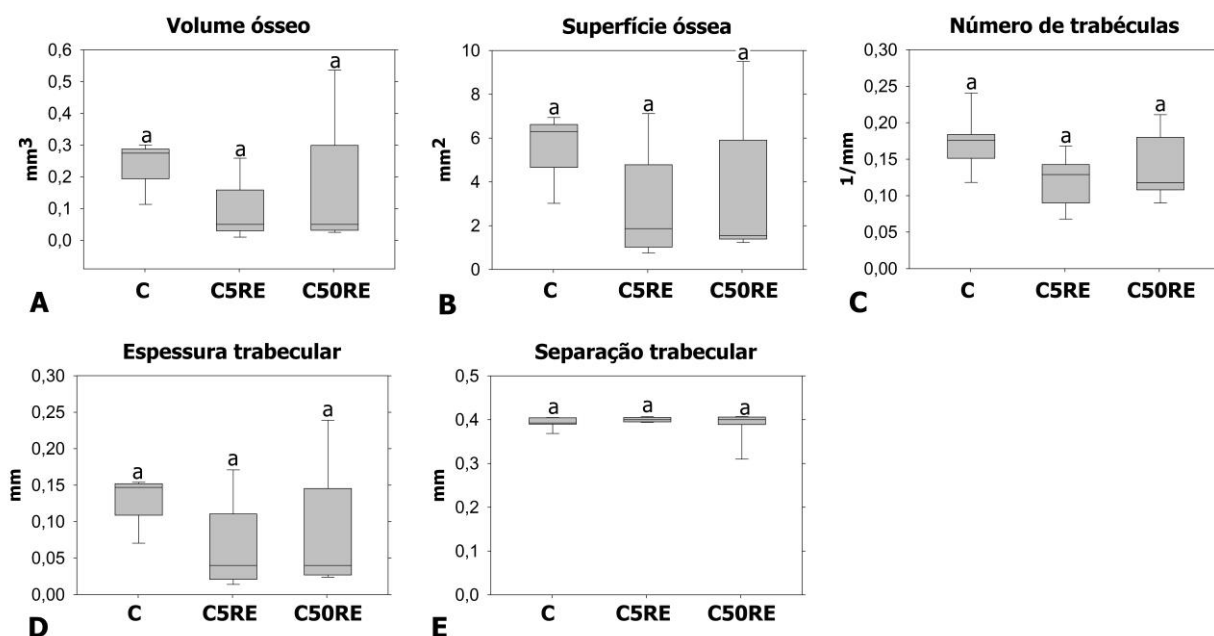 Volume ósseo
0,6
0,5
0,4
0,3
0,2
0,1
0,0
mm3
a
a
a
C
C5RE
C50RE
A
Superfície óssea
10
8
6
4
2
0
mm2
a
a
a
C
C5RE
C50RE
B
Número de trabéculas
0,30
0,25
0,20
0,15
0,10
0,05
0,00
1/mm
a
a
a
C
C5RE
C50RE
C
Espessura trabecular
0,30
0,25
0,20
0,15
0,10
0,05
0,00
mm
a
a
a
C
C5RE
C50RE
D
Separação trabecular
0,5
0,4
0,3
0,2
0,1
0,0
mm
a
a
a
C
C5RE
C50RE
E